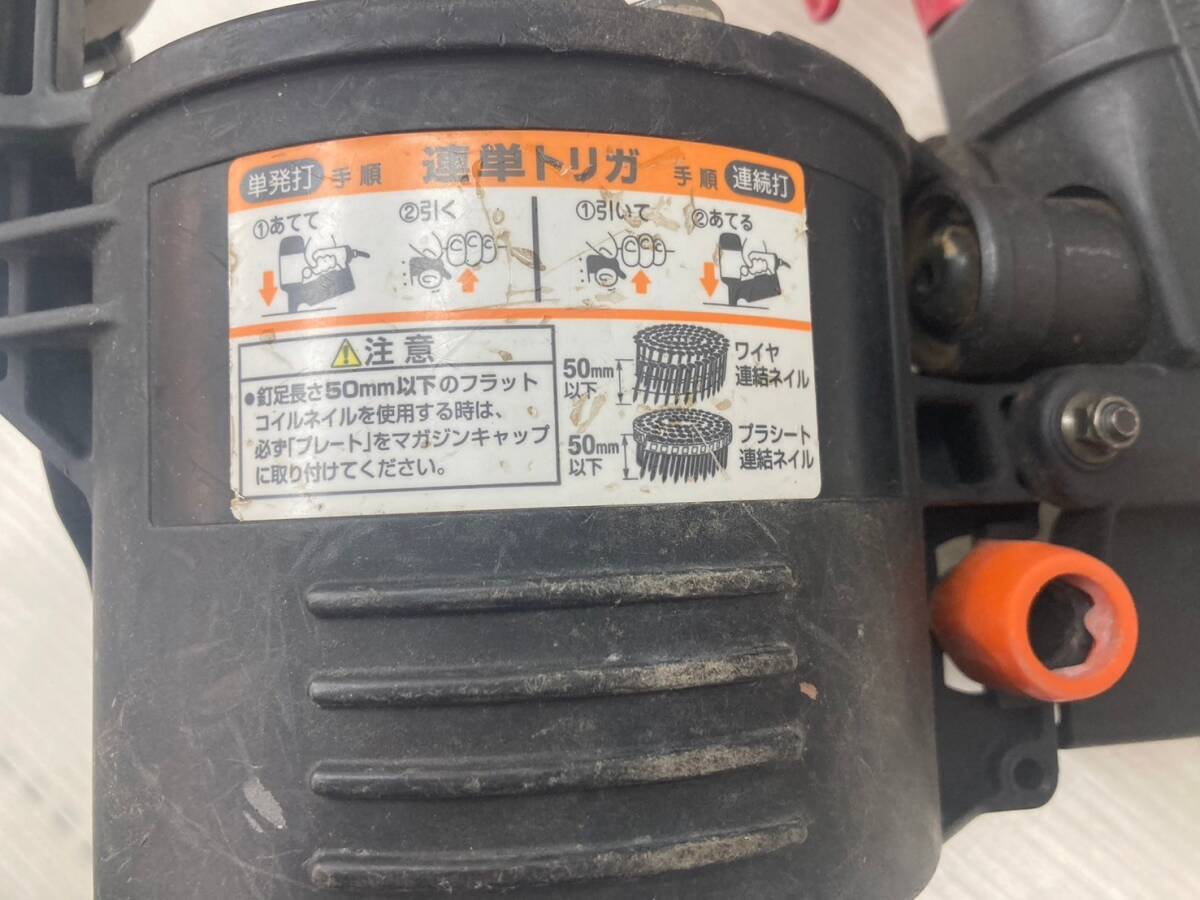 単発打 手順 連単トリガ 手順 連続打
①あてて ②引く ①引いて ②あてる
⚠注意
●釘足長さ50mm以下のフラット
コイルネイルを使用する時は、
必ず「プレート」をマガジンキャップ
に取り付けてください。
50mm
以下
ワイヤ
連結ネイル
50mm
以下
プラシート
連結ネイル